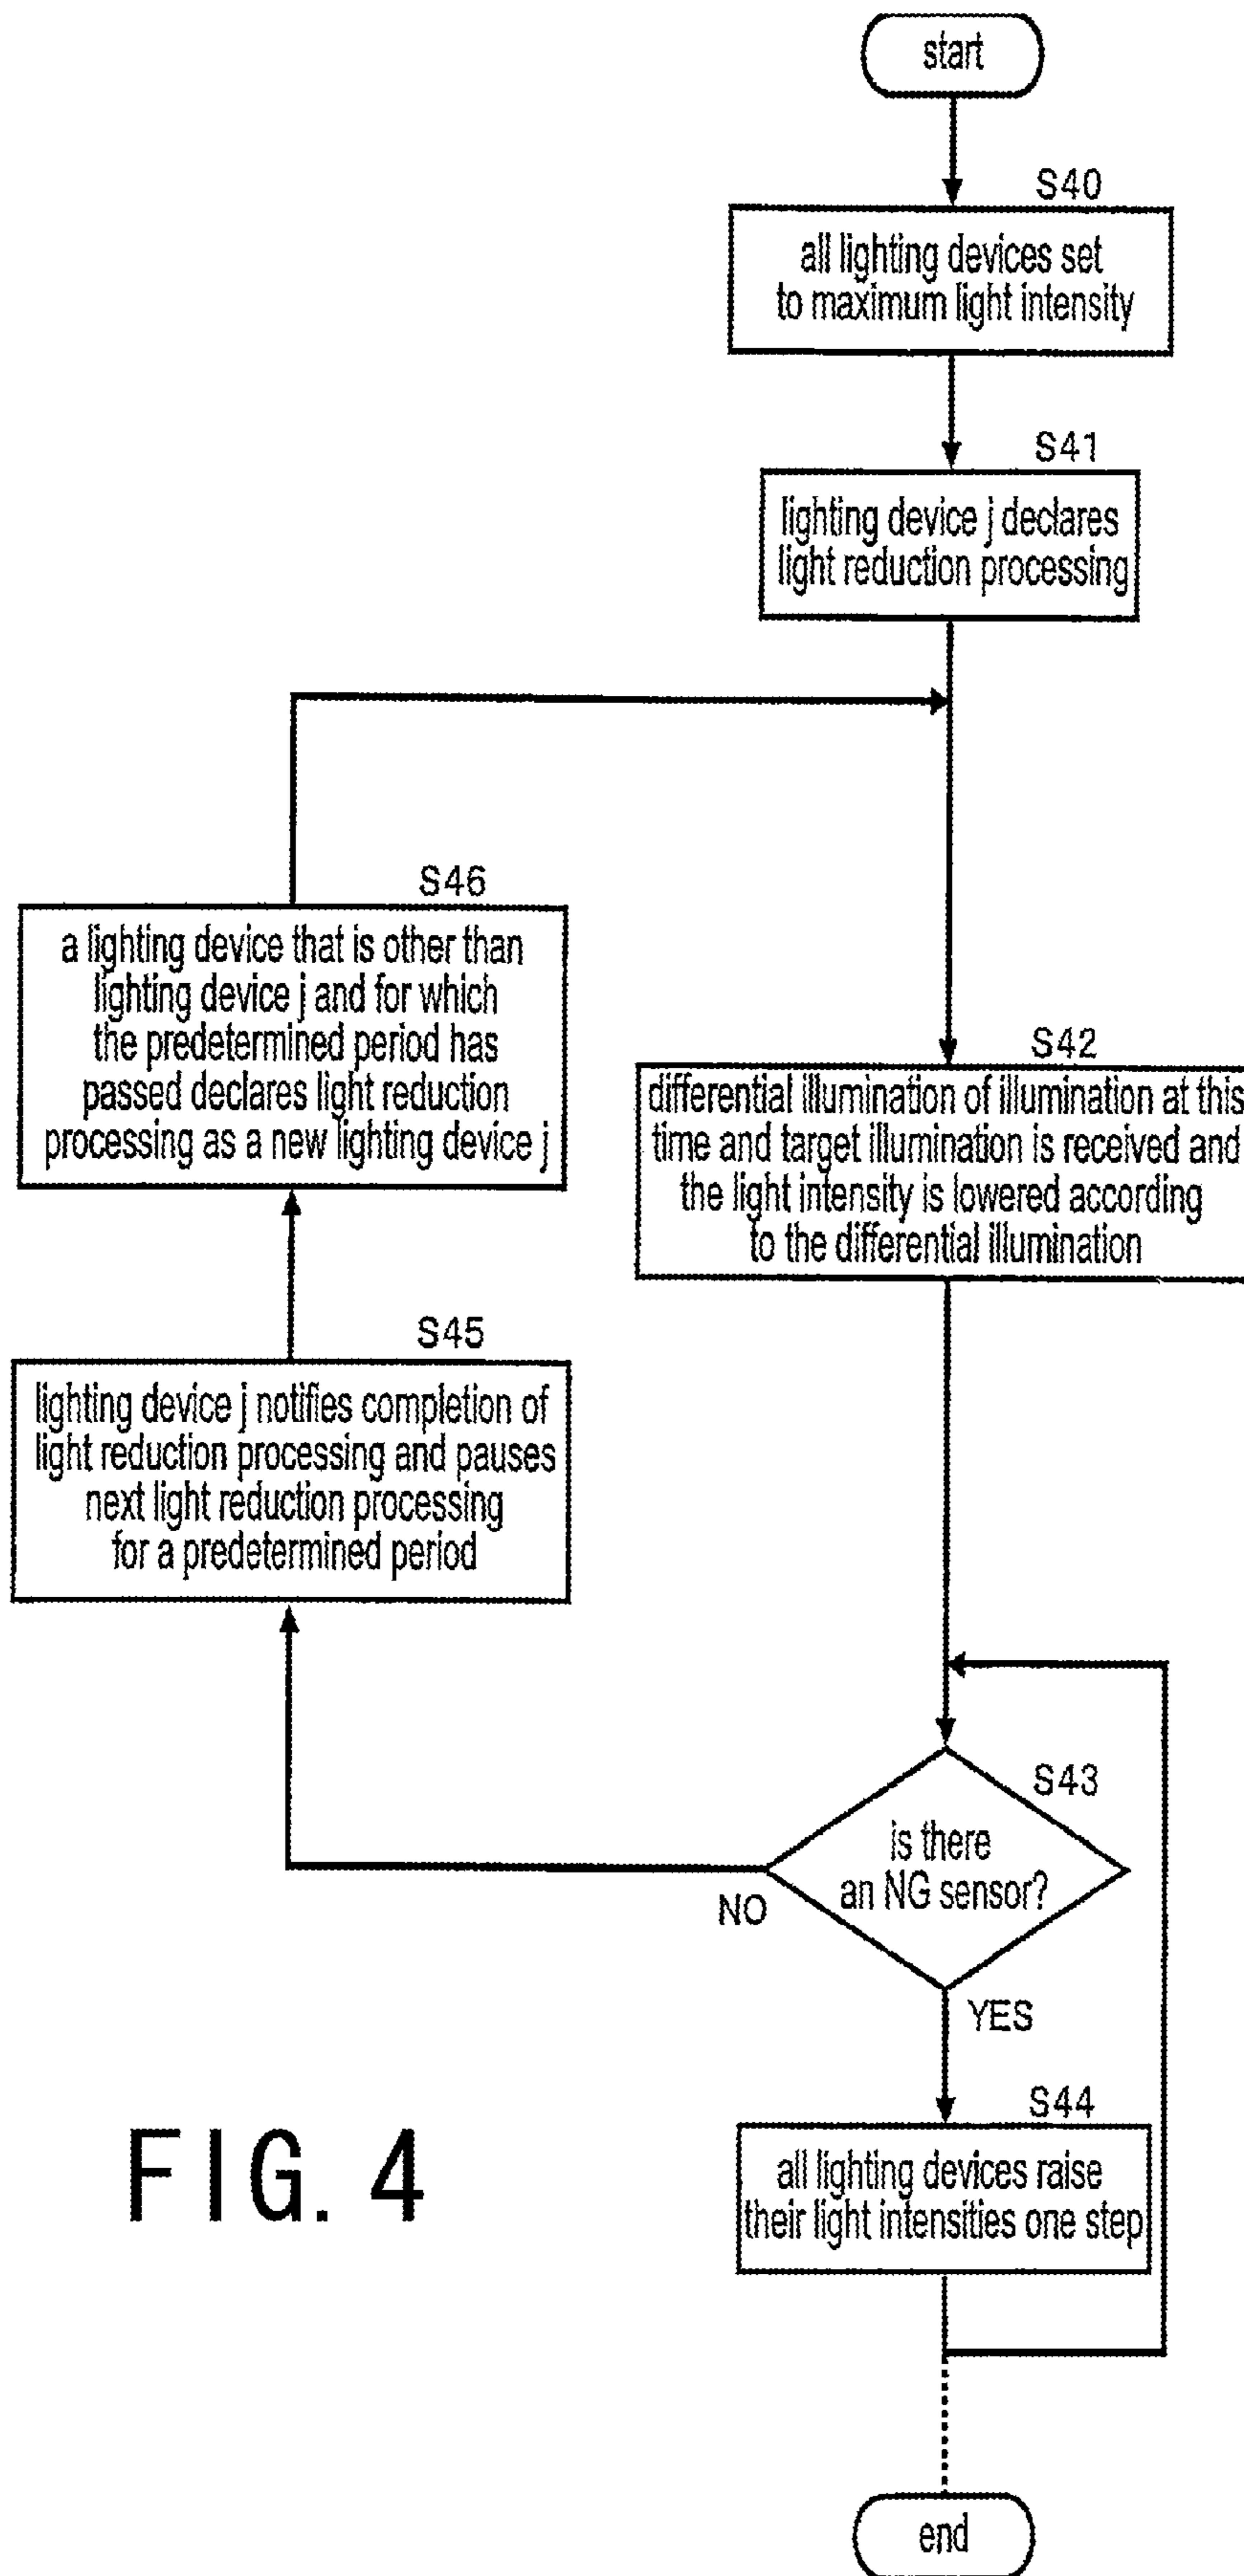 start
S40
all lighting devices set
to maximum light intensity
S41
lighting device j declares
light reduction processing
S46
a lighting device that is other than
lighting device j and for which
the predetermined period has
passed declares light reduction
processing as a new lighting device j
S42
differential illumination of illumination at this
time and target illumination is received and
the light intensity is lowered according
to the differential illumination
S45
lighting device j notifies completion of
light reduction processing and pauses
next light reduction processing
for a predetermined period
S43
is there
an NG sensor?
NO
YES
S44
all lighting devices raise
their light intensities one step
FIG. 4
end